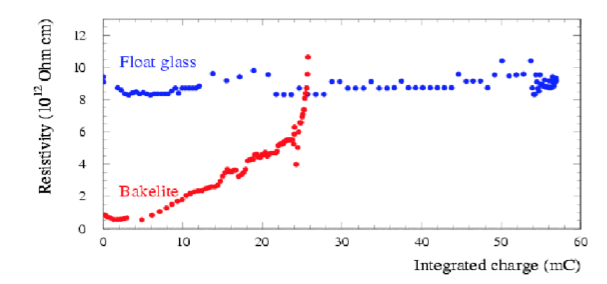 12
Float glass
10
8
6
4
Bakelite
2
0
0 10 20 30 40 50 60
Resistivity (10¹² Ohm cm)
Integrated charge (mC)